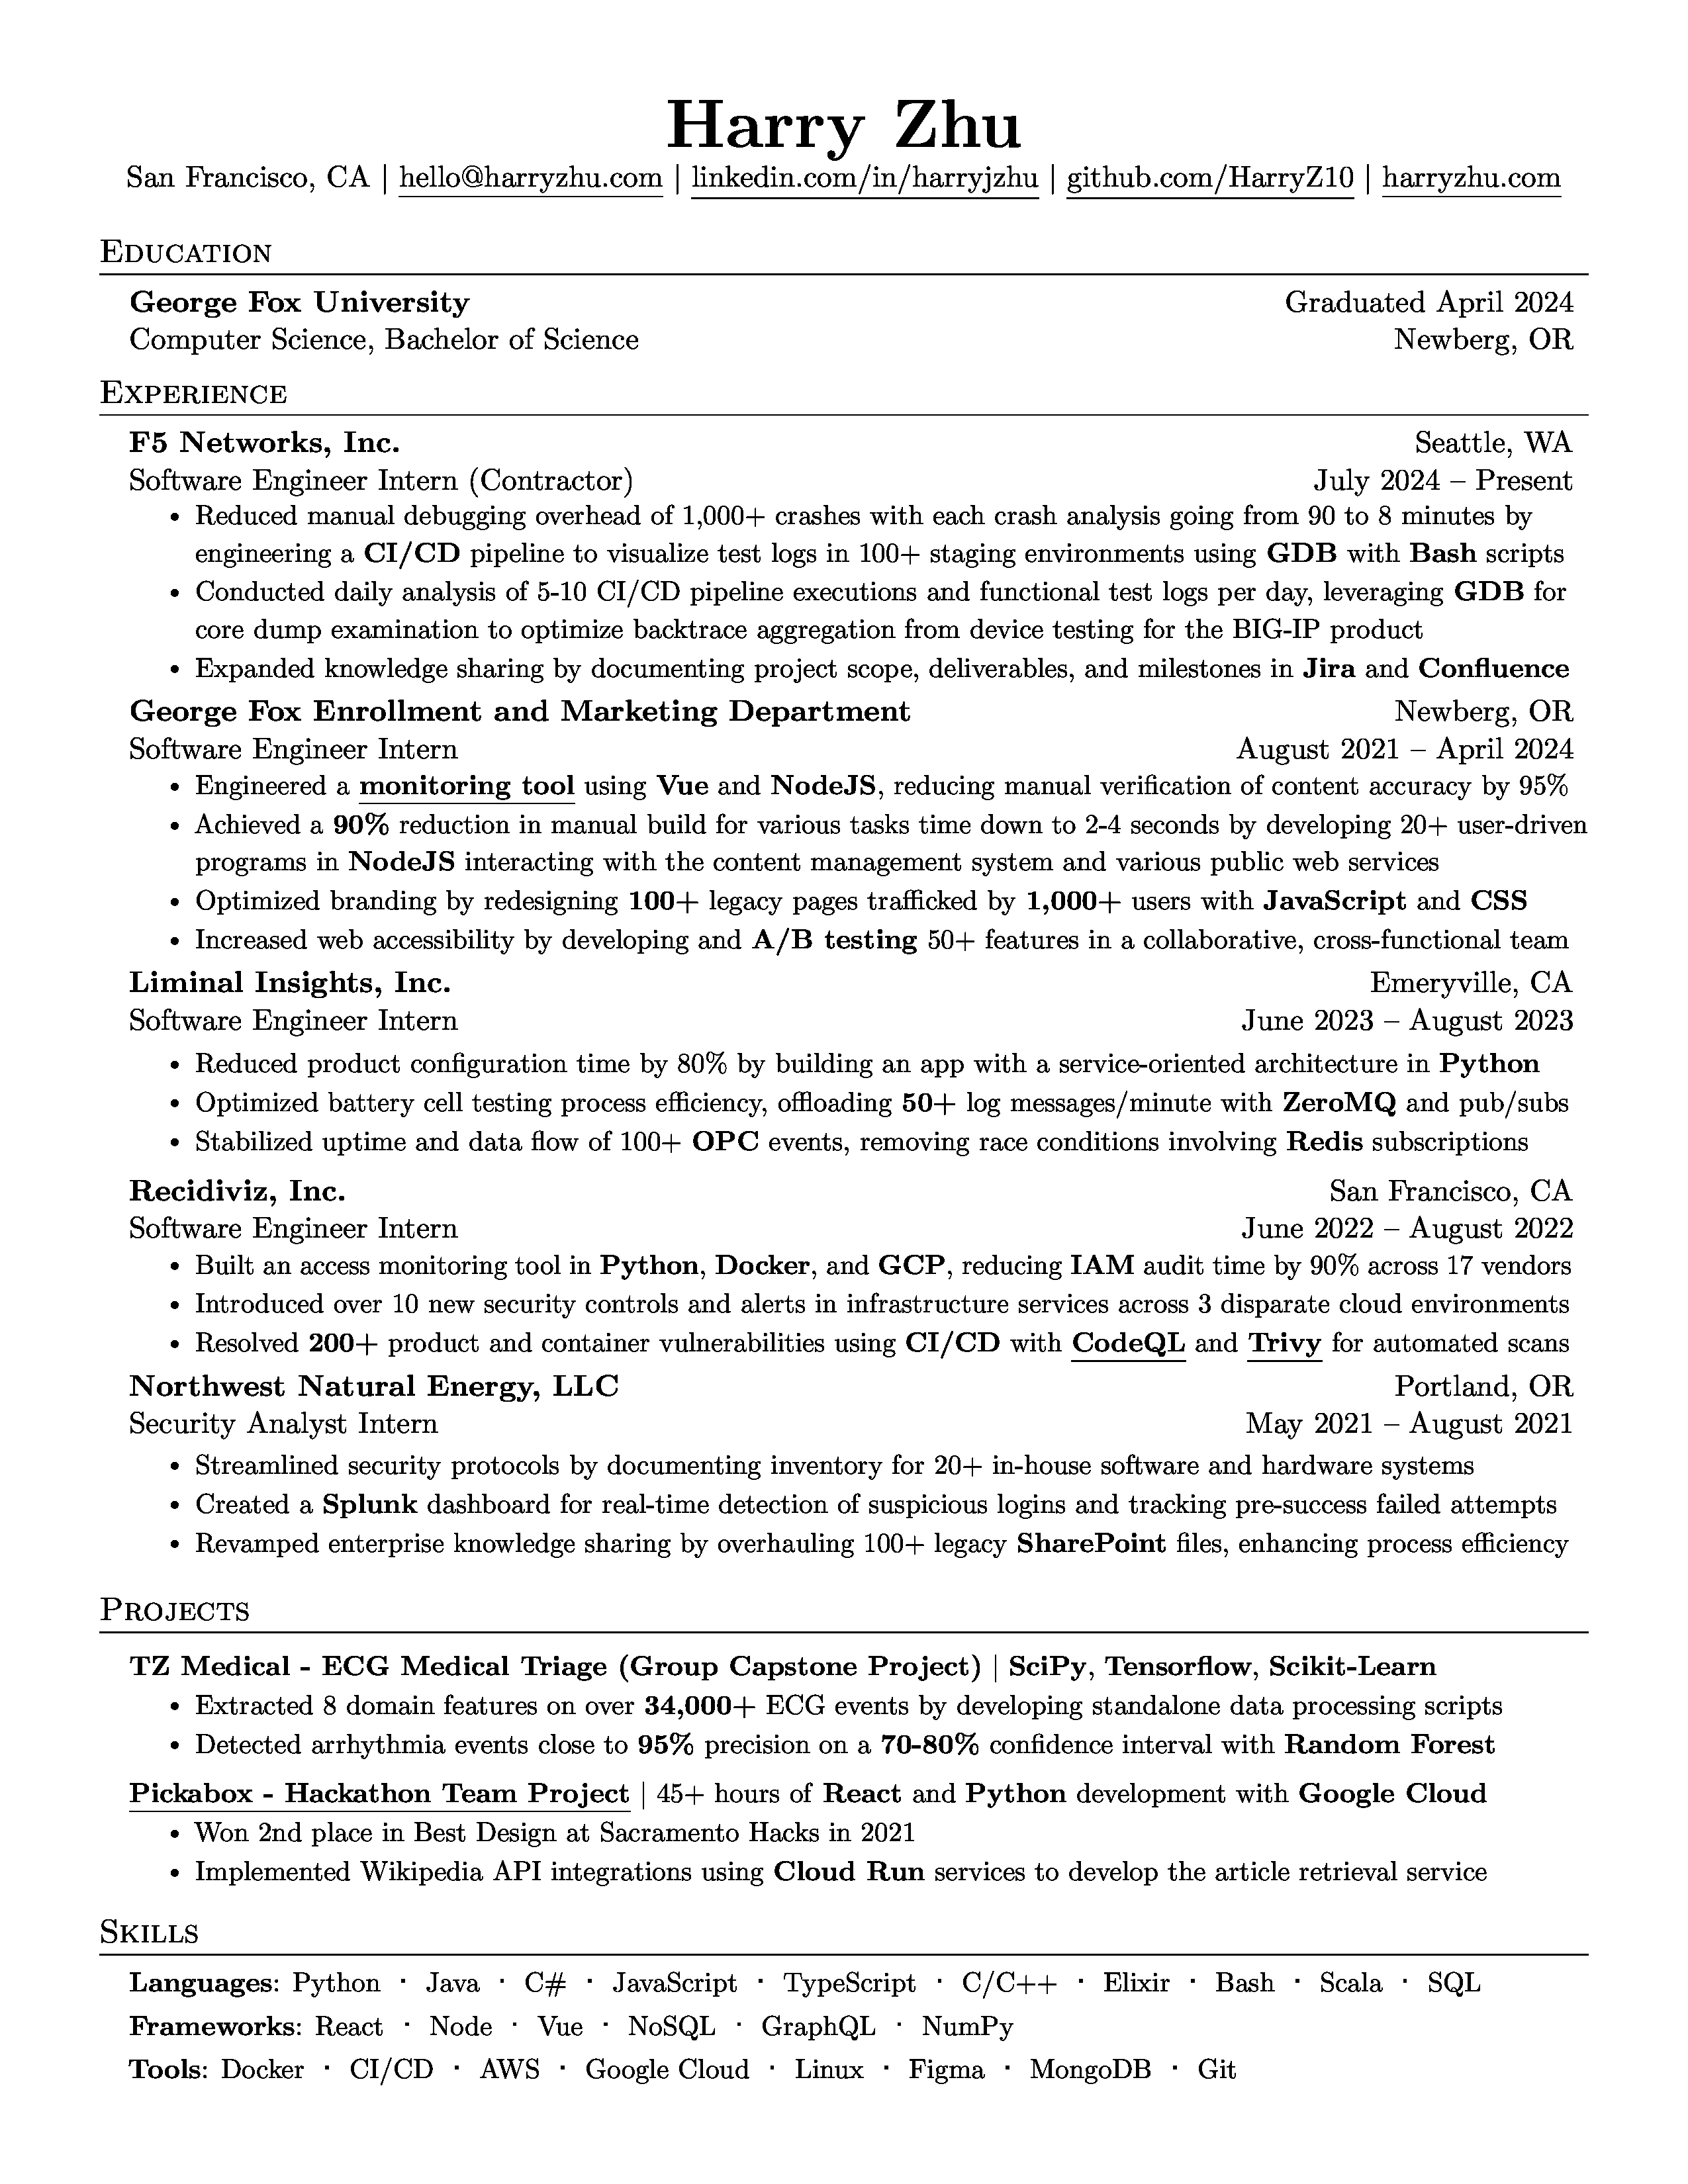 Harry Zhu
San Francisco, CA | hello@harryzhu.com | linkedin.com/in/harryjzhu | github.com/HarryZ10 | harryzhu.com
Education
George Fox University Graduated April 2024
Computer Science, Bachelor of Science Newberg, OR
Experience
F5 Networks, Inc. Seattle, WA
Software Engineer Intern (Contractor) July 2024 – Present
• Reduced manual debugging overhead of 1,000+ crashes with each crash analysis going from 90 to 8 minutes by
engineering a CI/CD pipeline to visualize test logs in 100+ staging environments using GDB with Bash scripts
• Conducted daily analysis of 5-10 CI/CD pipeline executions and functional test logs per day, leveraging GDB for
core dump examination to optimize backtrace aggregation from device testing for the BIG-IP product
• Expanded knowledge sharing by documenting project scope, deliverables, and milestones in Jira and Confluence
George Fox Enrollment and Marketing Department Newberg, OR
Software Engineer Intern August 2021 – April 2024
• Engineered a monitoring tool using Vue and NodeJS, reducing manual verification of content accuracy by 95%
• Achieved a 90% reduction in manual build for various tasks time down to 2-4 seconds by developing 20+ user-driven
programs in NodeJS interacting with the content management system and various public web services
• Optimized branding by redesigning 100+ legacy pages trafficked by 1,000+ users with JavaScript and CSS
• Increased web accessibility by developing and A/B testing 50+ features in a collaborative, cross-functional team
Liminal Insights, Inc. Emeryville, CA
Software Engineer Intern June 2023 – August 2023
• Reduced product configuration time by 80% by building an app with a service-oriented architecture in Python
• Optimized battery cell testing process efficiency, offloading 50+ log messages/minute with ZeroMQ and pub/subs
• Stabilized uptime and data flow of 100+ OPC events, removing race conditions involving Redis subscriptions
Recidiviz, Inc. San Francisco, CA
Software Engineer Intern June 2022 – August 2022
• Built an access monitoring tool in Python, Docker, and GCP, reducing IAM audit time by 90% across 17 vendors
• Introduced over 10 new security controls and alerts in infrastructure services across 3 disparate cloud environments
• Resolved 200+ product and container vulnerabilities using CI/CD with CodeQL and Trivy for automated scans
Northwest Natural Energy, LLC Portland, OR
Security Analyst Intern May 2021 – August 2021
• Streamlined security protocols by documenting inventory for 20+ in-house software and hardware systems
• Created a Splunk dashboard for real-time detection of suspicious logins and tracking pre-success failed attempts
• Revamped enterprise knowledge sharing by overhauling 100+ legacy SharePoint files, enhancing process efficiency
Projects
TZ Medical - ECG Medical Triage (Group Capstone Project) | SciPy, Tensorflow, Scikit-Learn
• Extracted 8 domain features on over 34,000+ ECG events by developing standalone data processing scripts
• Detected arrhythmia events close to 95% precision on a 70-80% confidence interval with Random Forest
Pickabox - Hackathon Team Project | 45+ hours of React and Python development with Google Cloud
• Won 2nd place in Best Design at Sacramento Hacks in 2021
• Implemented Wikipedia API integrations using Cloud Run services to develop the article retrieval service
Skills
Languages: Python · Java · C# · JavaScript · TypeScript · C/C++ · Elixir · Bash · Scala · SQL
Frameworks: React · Node · Vue · NoSQL · GraphQL · NumPy
Tools: Docker · CI/CD · AWS · Google Cloud · Linux · Figma · MongoDB · Git